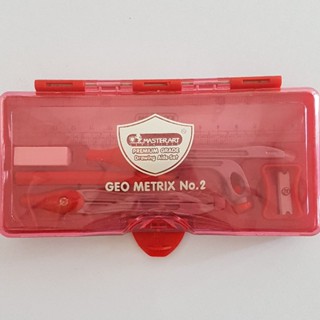 MASTERART
PREMIUM GRADE
Drawing Aids Set
GEO METRIX No.2